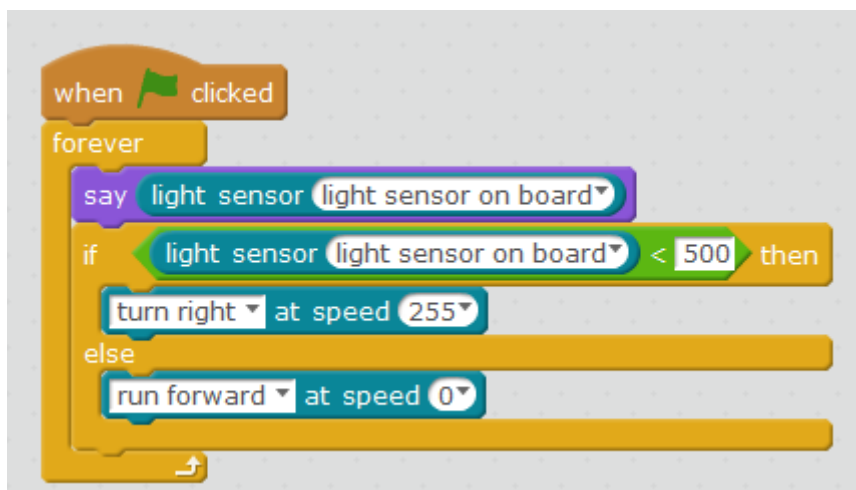 when clicked
forever
say light sensor light sensor on board
if light sensor light sensor on board < 500 then
turn right at speed 255
else
run forward at speed 0